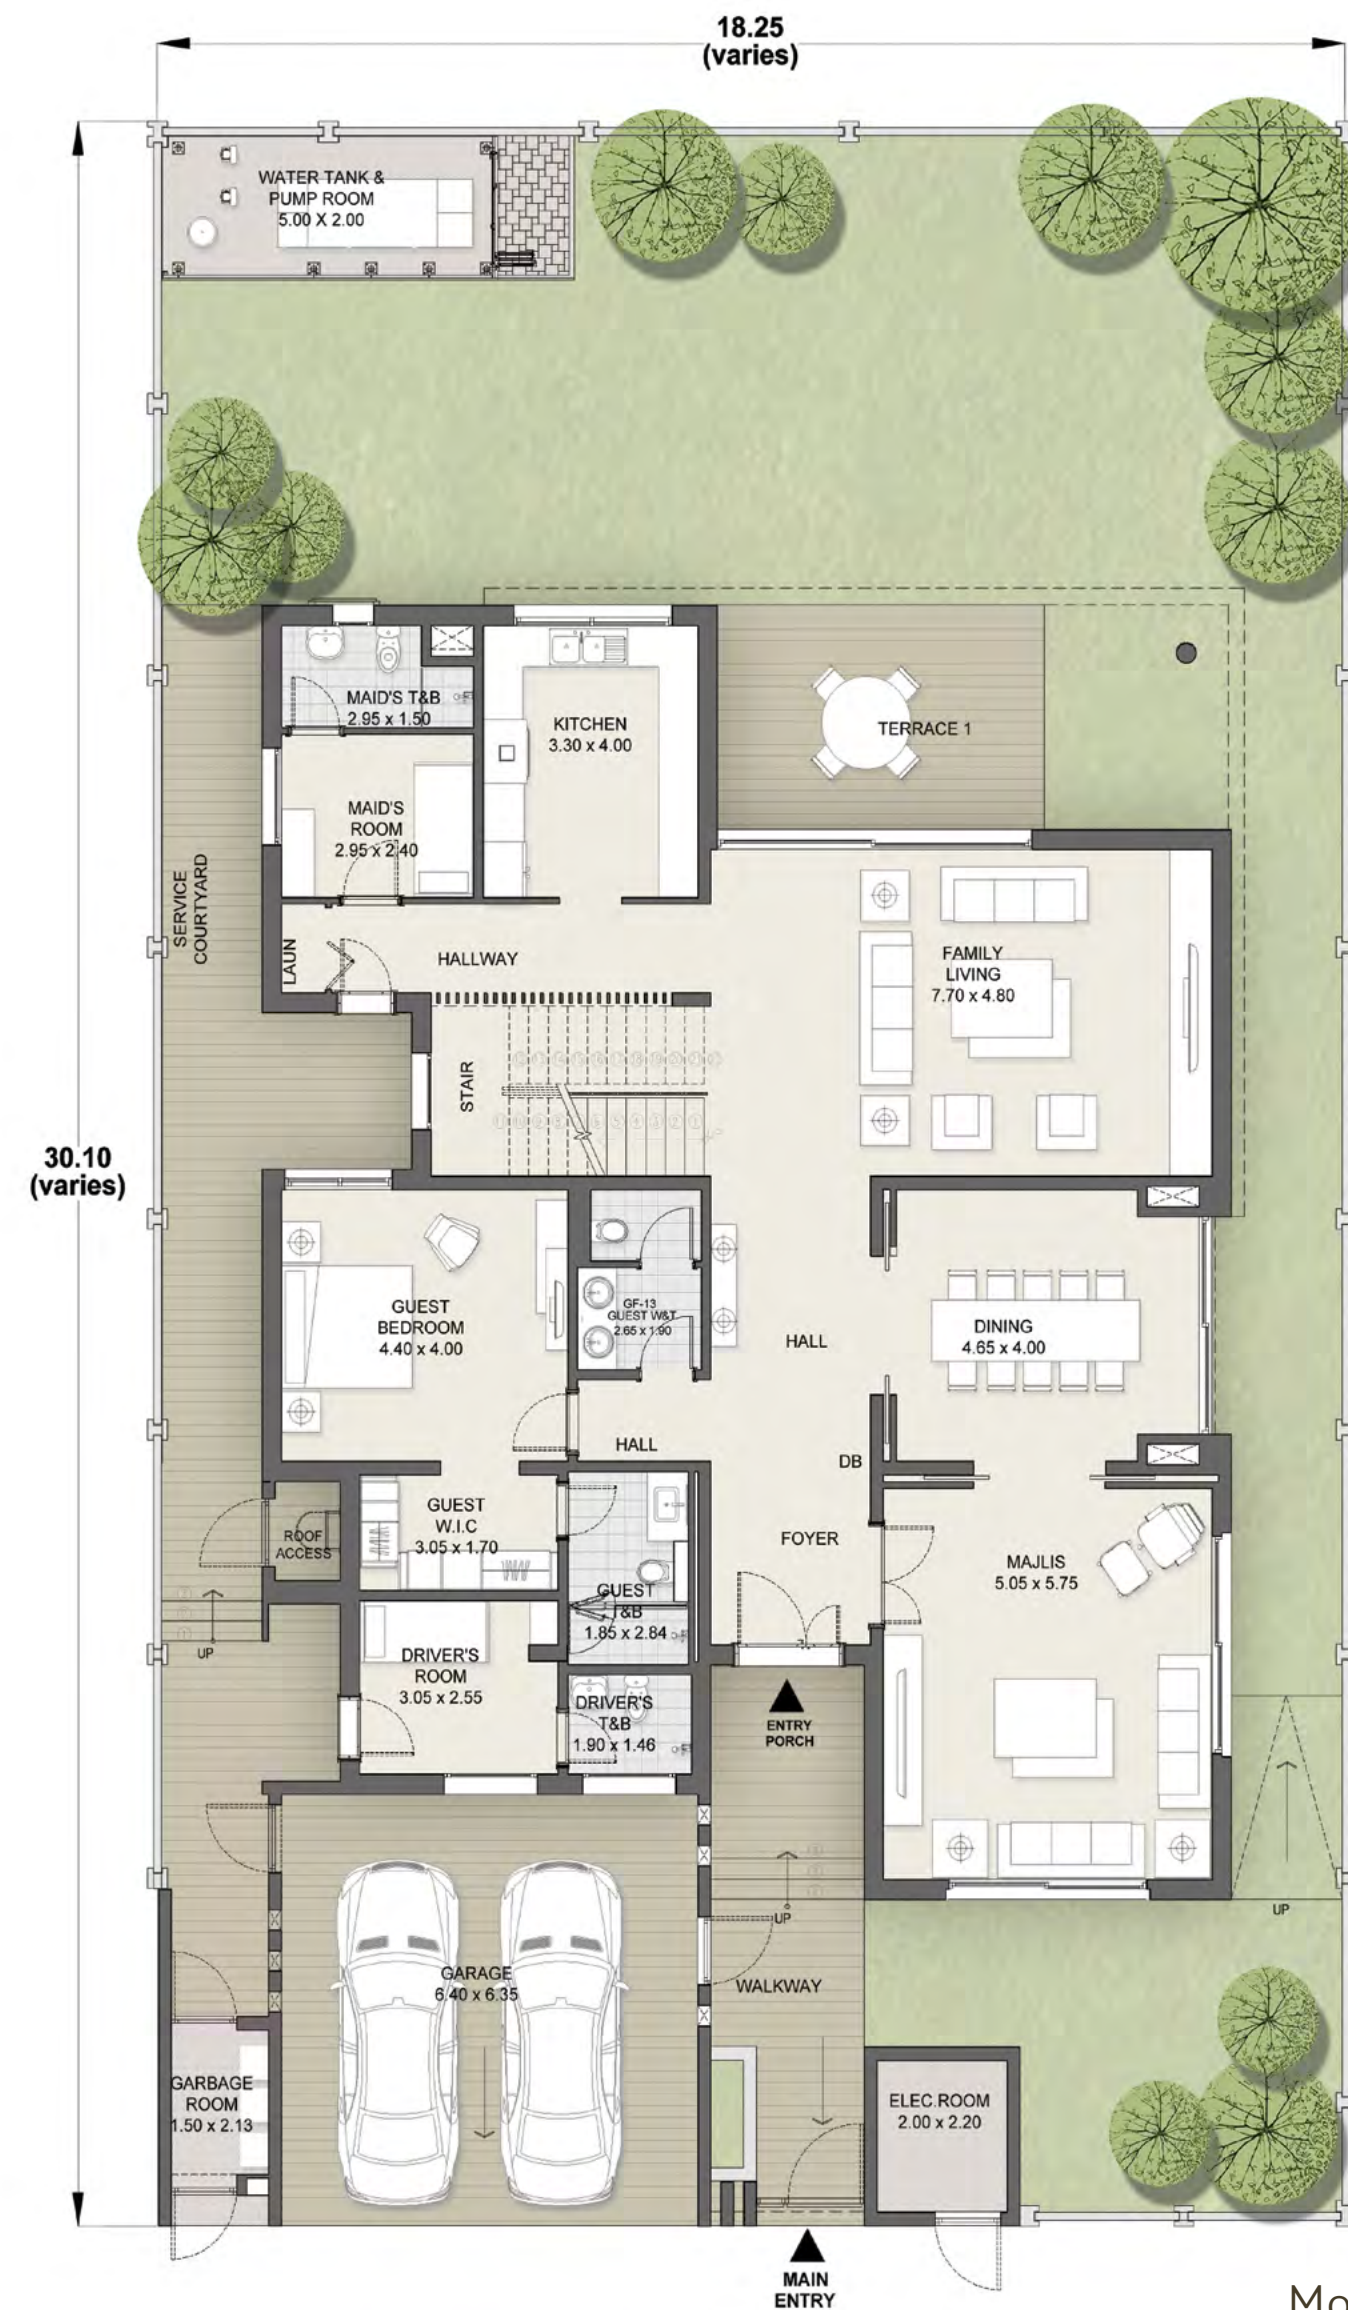 18.25
(varies)
WATER TANK &
PUMP ROOM
5.00 X 2.00
MAID'S T&B
2.95 x 1.50
KITCHEN
3.30 x 4.00
TERRACE 1
MAID'S
ROOM
2.95 x 2.40
SERVICE
COURTYARD
LAUN
HALLWAY
FAMILY
LIVING
7.70 x 4.80
STAIR
30.10
(varies)
GUEST
BEDROOM
4.40 x 4.00
GF-13
GUEST W&T
2.65 x 1.90
HALL
DINING
4.65 x 4.00
HALL
DB
GUEST
W.I.C
3.05 x 1.70
ROOF
ACCESS
FOYER
MAJLIS
5.05 x 5.75
GUEST
T&B
1.85 x 2.84
UP
DRIVER'S
ROOM
3.05 x 2.55
DRIVER'S
T&B
1.90 x 1.46
ENTRY
PORCH
UP
UP
GARAGE
6.40 x 6.35
WALKWAY
GARBAGE
ROOM
1.50 x 2.13
ELEC.ROOM
2.00 x 2.20
MAIN
ENTRY